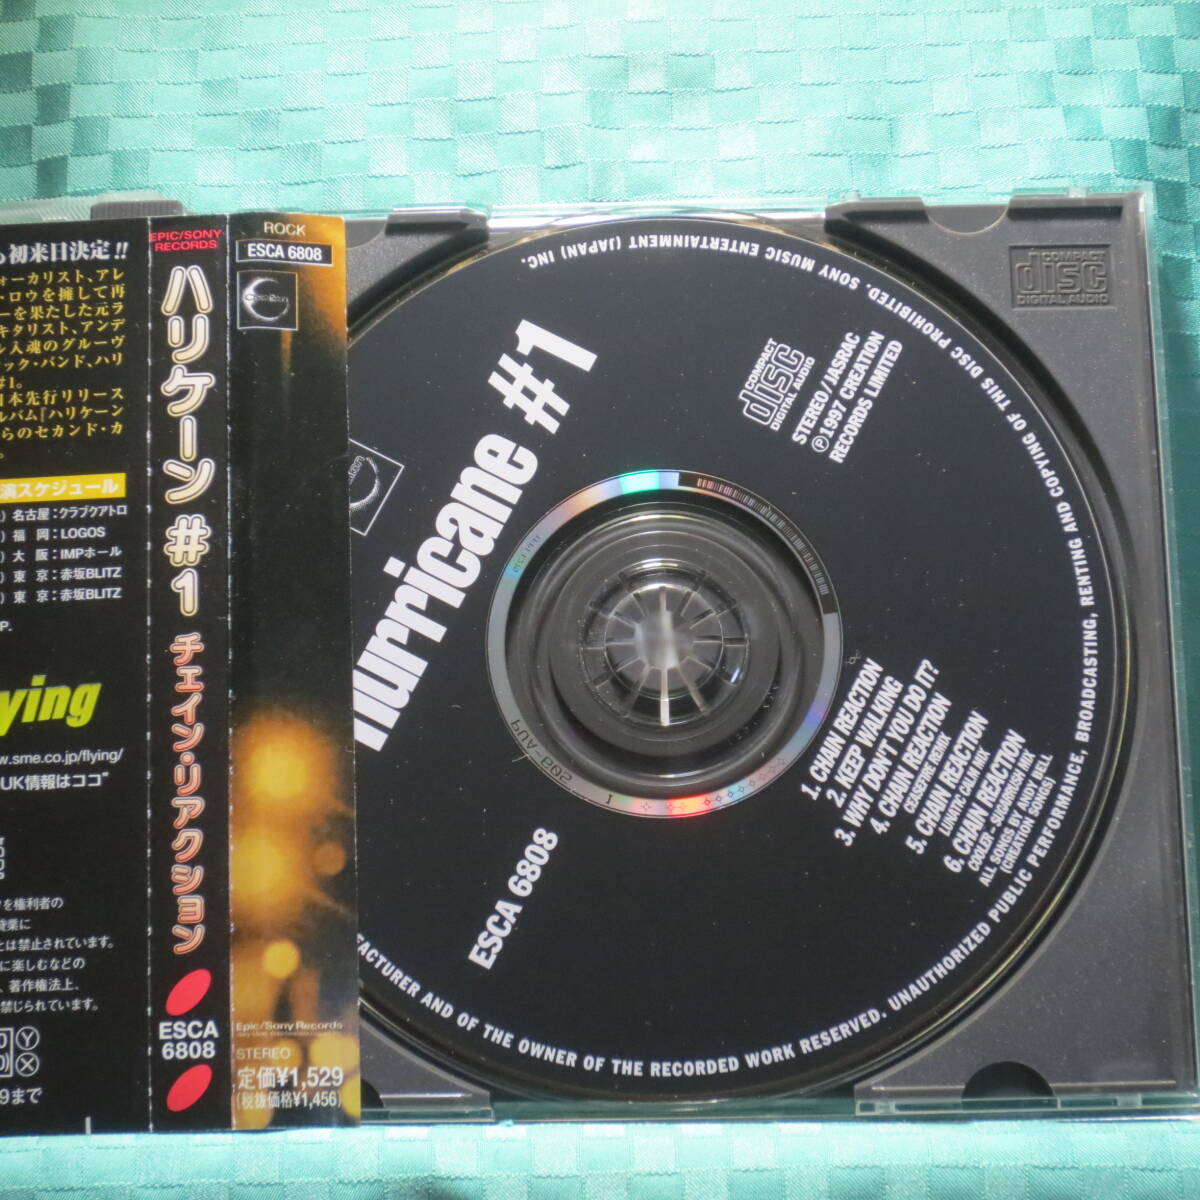 初来日決定!!
ォーカリスト、アレ
・ロウを擁して再
ーを果たした元ラ
キタリスト、アンデ
ル入魂のグルーヴ
ック・バンド、ハリ
#1。
日本先行リリース
ルバム『ハリケーン
らのセカンド・カ
演スケジュール
名古屋：クラブクアトロ
福 岡：LOGOS
大 阪：IMPホール
東 京：赤坂BLITZ
東 京：赤坂BLITZ
P.
ying
w.sme.co.jp/flying/
UK情報はココ"
を権利者の
貸業に
とは禁止されています。
に楽しむなどの
、著作権法上、
禁じられています。
Y
X
9まで
EPIC/SONY
RECORDS
ハリケーン #1
チェイン・リアクション
ESCA
6808
ROCK
ESCA 6808
Creation
Epic/Sony Records
STEREO
定価¥1,529
(税抜価格¥1,456)
hurricane #1
COMPACT
disc
DIGITAL AUDIO
STEREO/JASRAC
Ⓟ1997 CREATION
RECORDS LIMITED
ESCA 6808
1. CHAIN REACTION
2. KEEP WALKING
3. WHY DON'T YOU DO IT?
4. CHAIN REACTION
CEASEFIRE REMIX
5. CHAIN REACTION
LUNATIC CALM MIX
6. CHAIN REACTION
COOLER - SUGARRUSH MIX
ALL SONGS BY ANDY BELL
(CREATION SONGS)
FACTURER AND OF THE OWNER OF THE RECORDED WORK RESERVED. UNAUTHORIZED PUBLIC PERFORMANCE, BROADCASTING, RENTING AND COPYING OF THIS DISC PROHIBITED. SONY MUSIC ENTERTAINMENT (JAPAN) INC.
COMPACT
disc
DIGITAL AUDIO